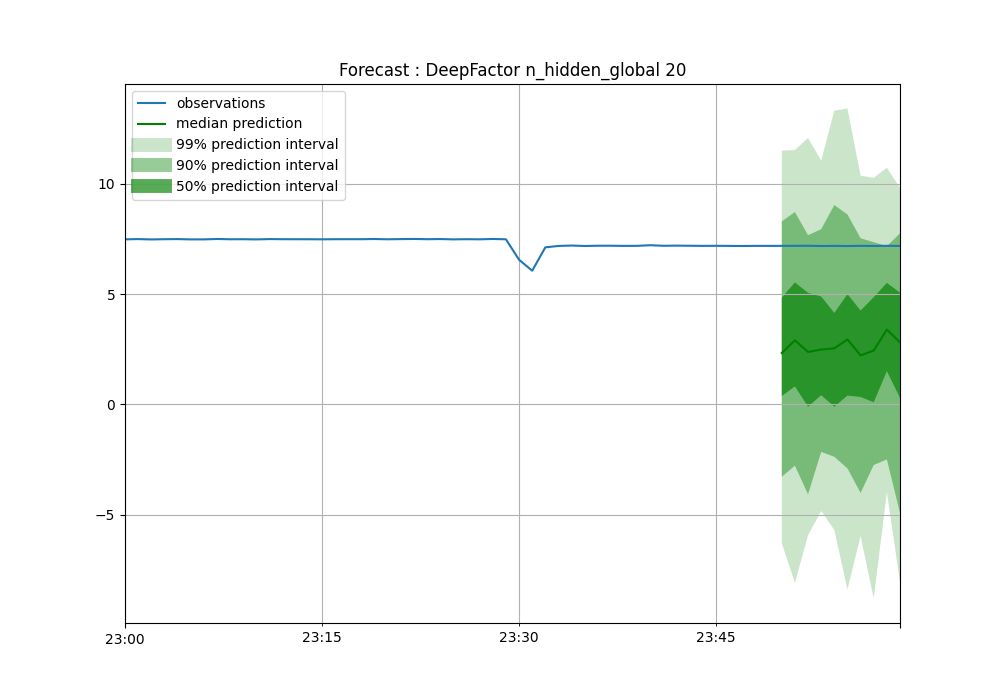 Forecast : DeepFactor n_hidden_global 20
observations
median prediction
99% prediction interval
90% prediction interval
50% prediction interval
10
5
0
−5
23:00
23:15
23:30
23:45